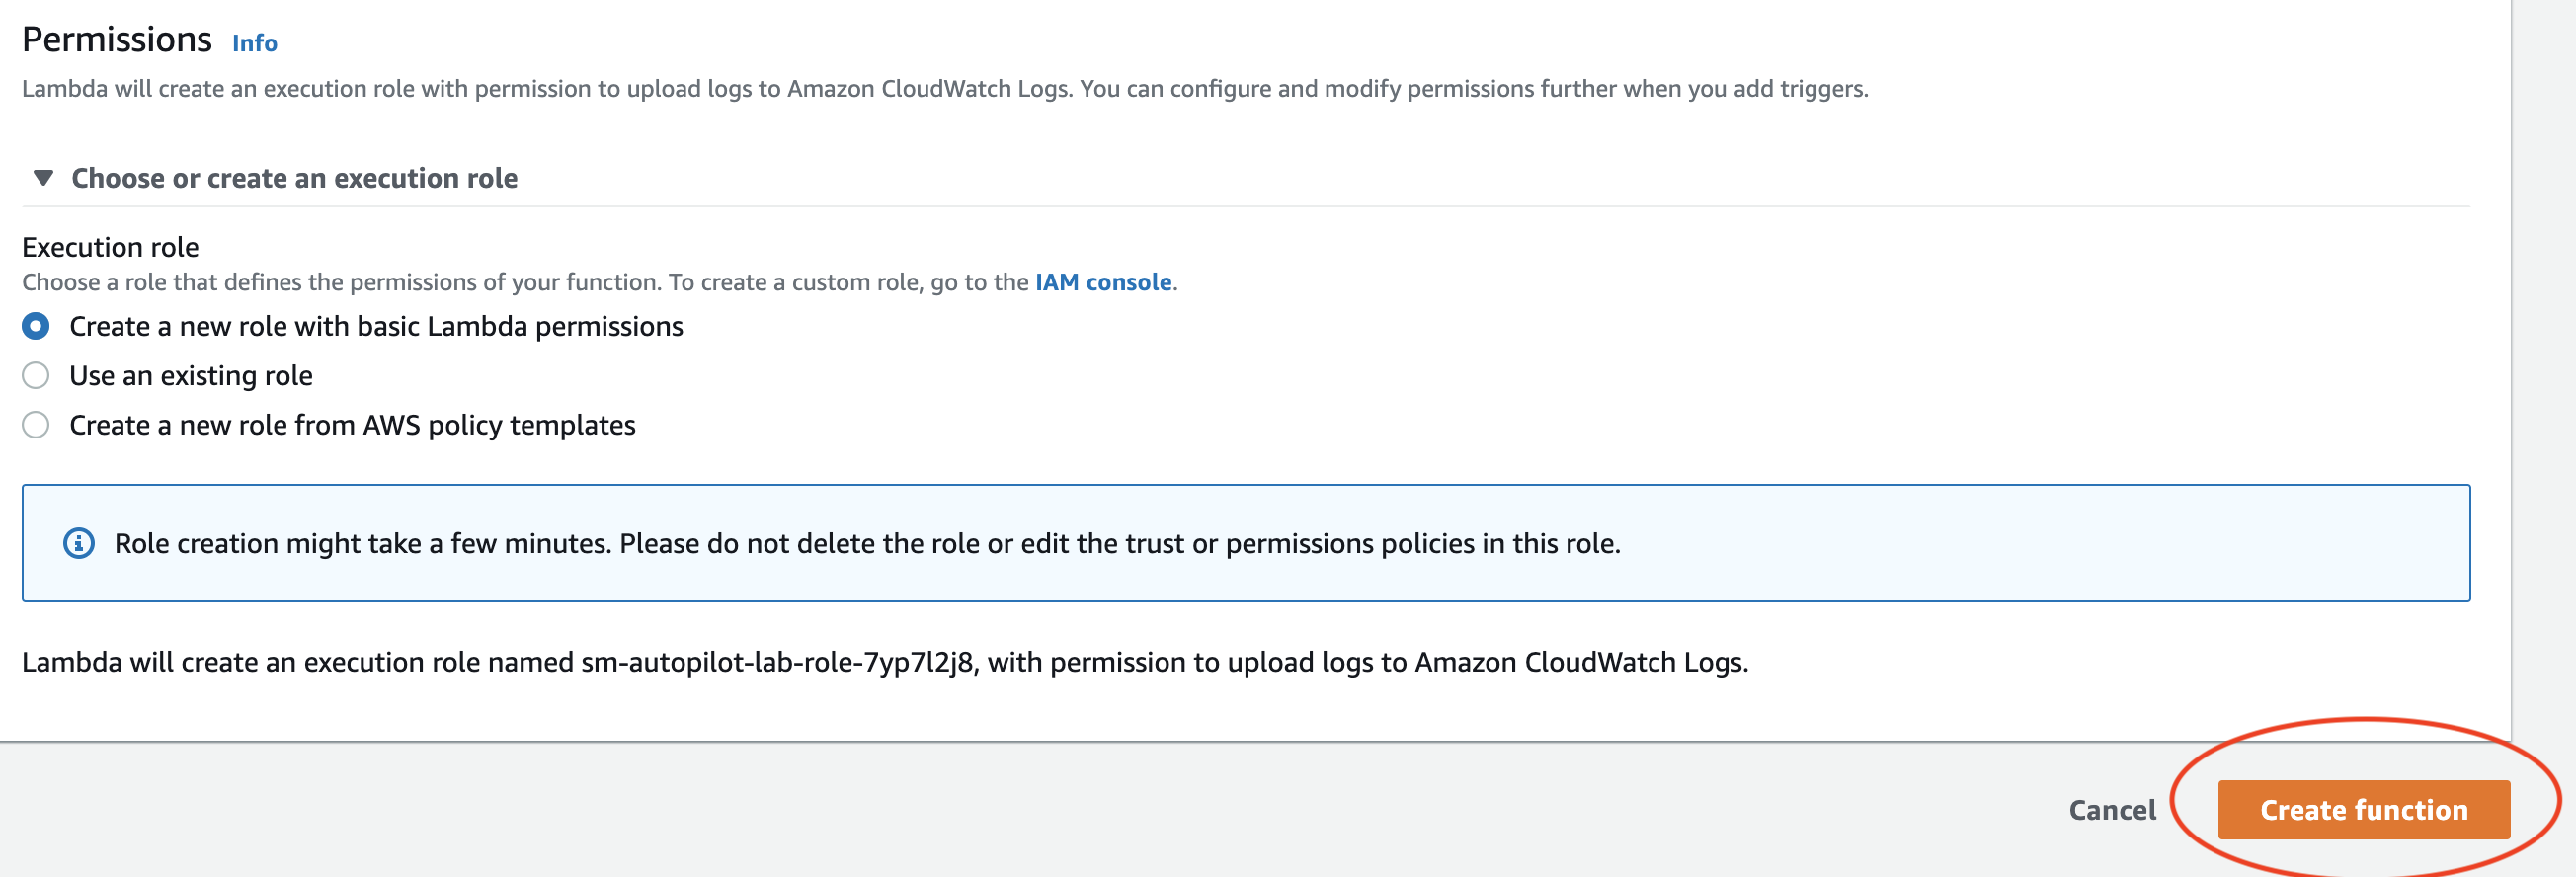 Permissions Info
Lambda will create an execution role with permission to upload logs to Amazon CloudWatch Logs. You can configure and modify permissions further when you add triggers.
Choose or create an execution role
Execution role
Choose a role that defines the permissions of your function. To create a custom role, go to the IAM console.
Create a new role with basic Lambda permissions
Use an existing role
Create a new role from AWS policy templates
Role creation might take a few minutes. Please do not delete the role or edit the trust or permissions policies in this role.
Lambda will create an execution role named sm-autopilot-lab-role-7yp7l2j8, with permission to upload logs to Amazon CloudWatch Logs.
Cancel Create function